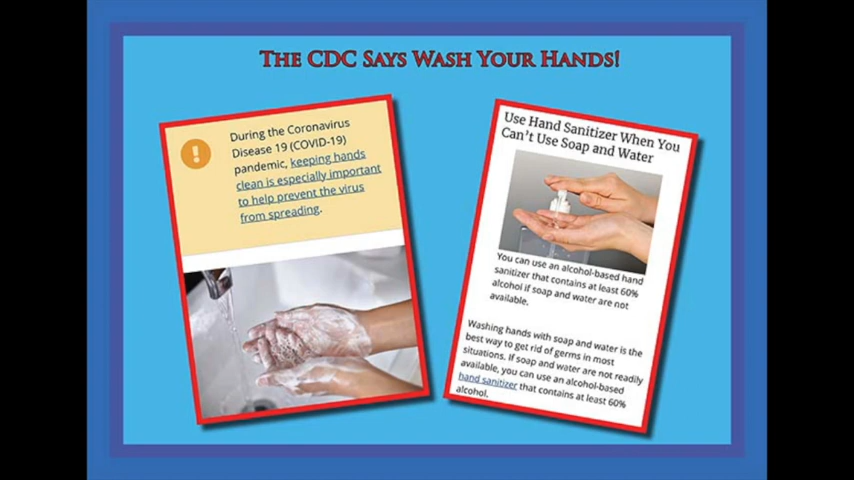 THE CDC SAYS WASH YOUR HANDS!
During the Coronavirus
Disease 19 (COVID-19)
pandemic, keeping hands
clean is especially important
to help prevent the virus
from spreading.
Use Hand Sanitizer When You
Can't Use Soap and Water
You can use an alcohol-based hand
sanitizer that contains at least 60%
alcohol if soap and water are not
available.
Washing hands with soap and water is the
best way to get rid of germs in most
situations. If soap and water are not readily
available, you can use an alcohol-based
hand sanitizer that contains at least 60%
alcohol.